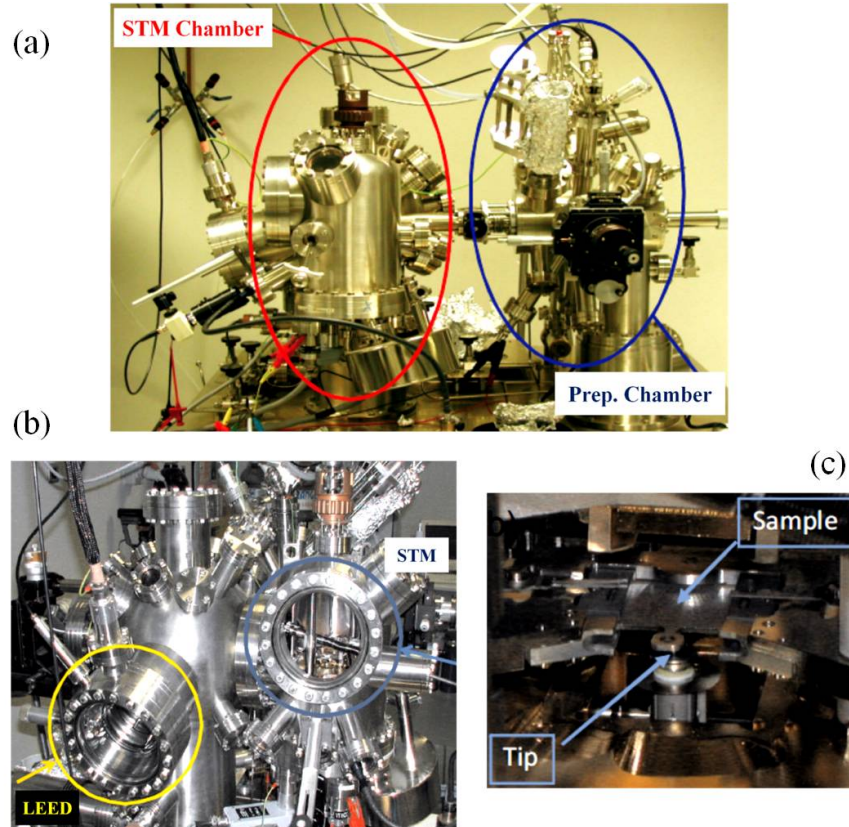 (a)
STM Chamber
Prep. Chamber
(b)
(c)
STM
LEED
Sample
Tip